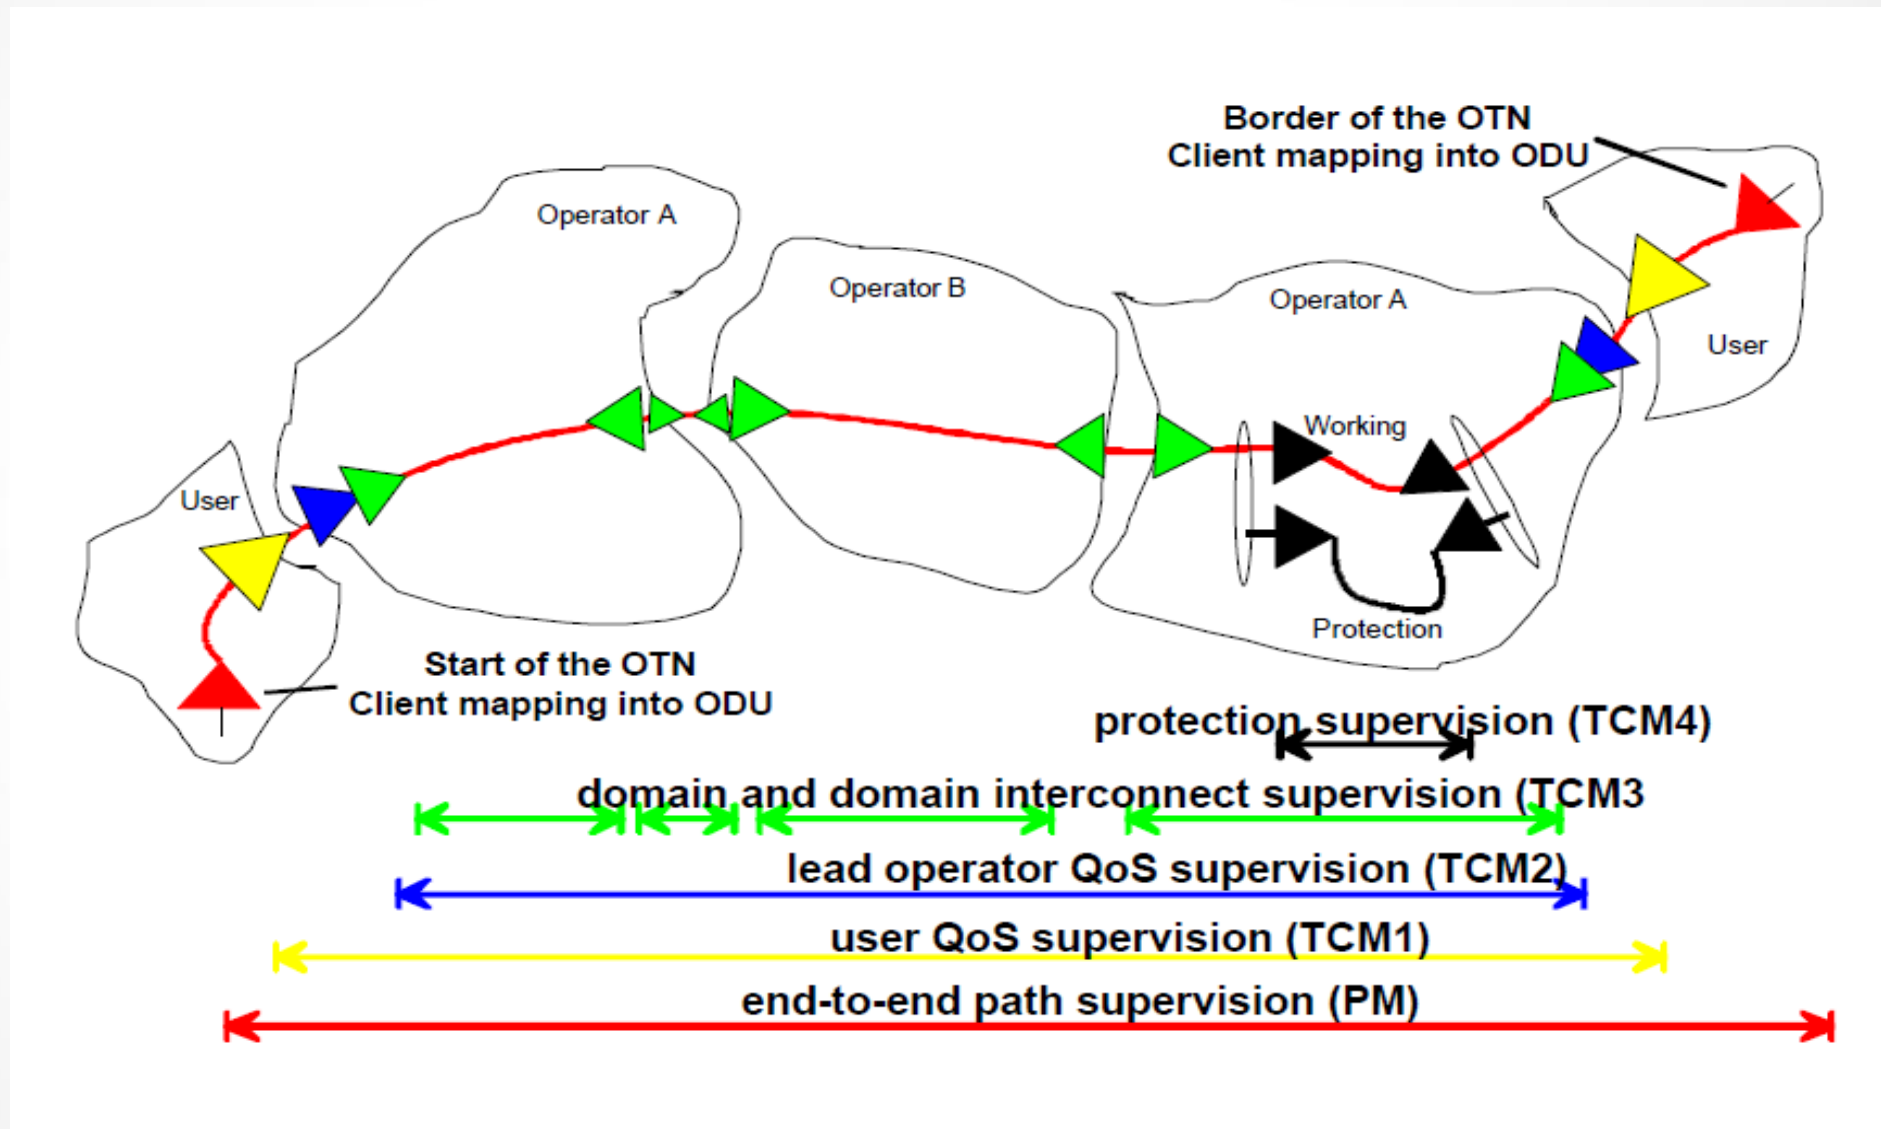 Border of the OTN
Client mapping into ODU
Operator A
Operator B
Operator A
User
Working
User
Protection
Start of the OTN
Client mapping into ODU
protection supervision (TCM4)
domain and domain interconnect supervision (TCM3
lead operator QoS supervision (TCM2)
user QoS supervision (TCM1)
end-to-end path supervision (PM)